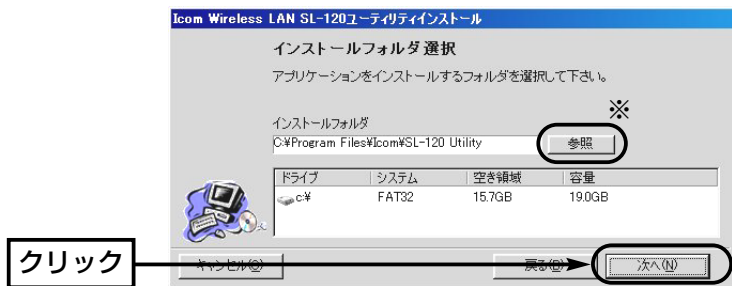 Icom Wireless LAN SL-120ユーティリティインストール
インストールフォルダ選択
アプリケーションをインストールするフォルダを選択して下さい。
※
インストールフォルダ
C:¥Program Files¥Icom¥SL-120 Utility
参照
ドライブ システム 空き領域 容量
c:¥ FAT32 15.7GB 19.0GB
クリック
キャンセル(C) 戻る(B) 次へ(N)